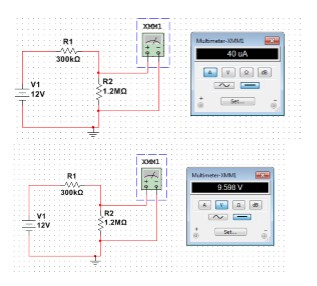 XMM1
R1
300kΩ
V1
12V
R2
1.2MΩ
Multimeter-XMM1
40 uA
A V Ω dB
Set...
+ -
XMM1
R1
300kΩ
V1
12V
R2
1.2MΩ
Multimeter-XMM1
9.598 V
A V Ω dB
Set...
+ -